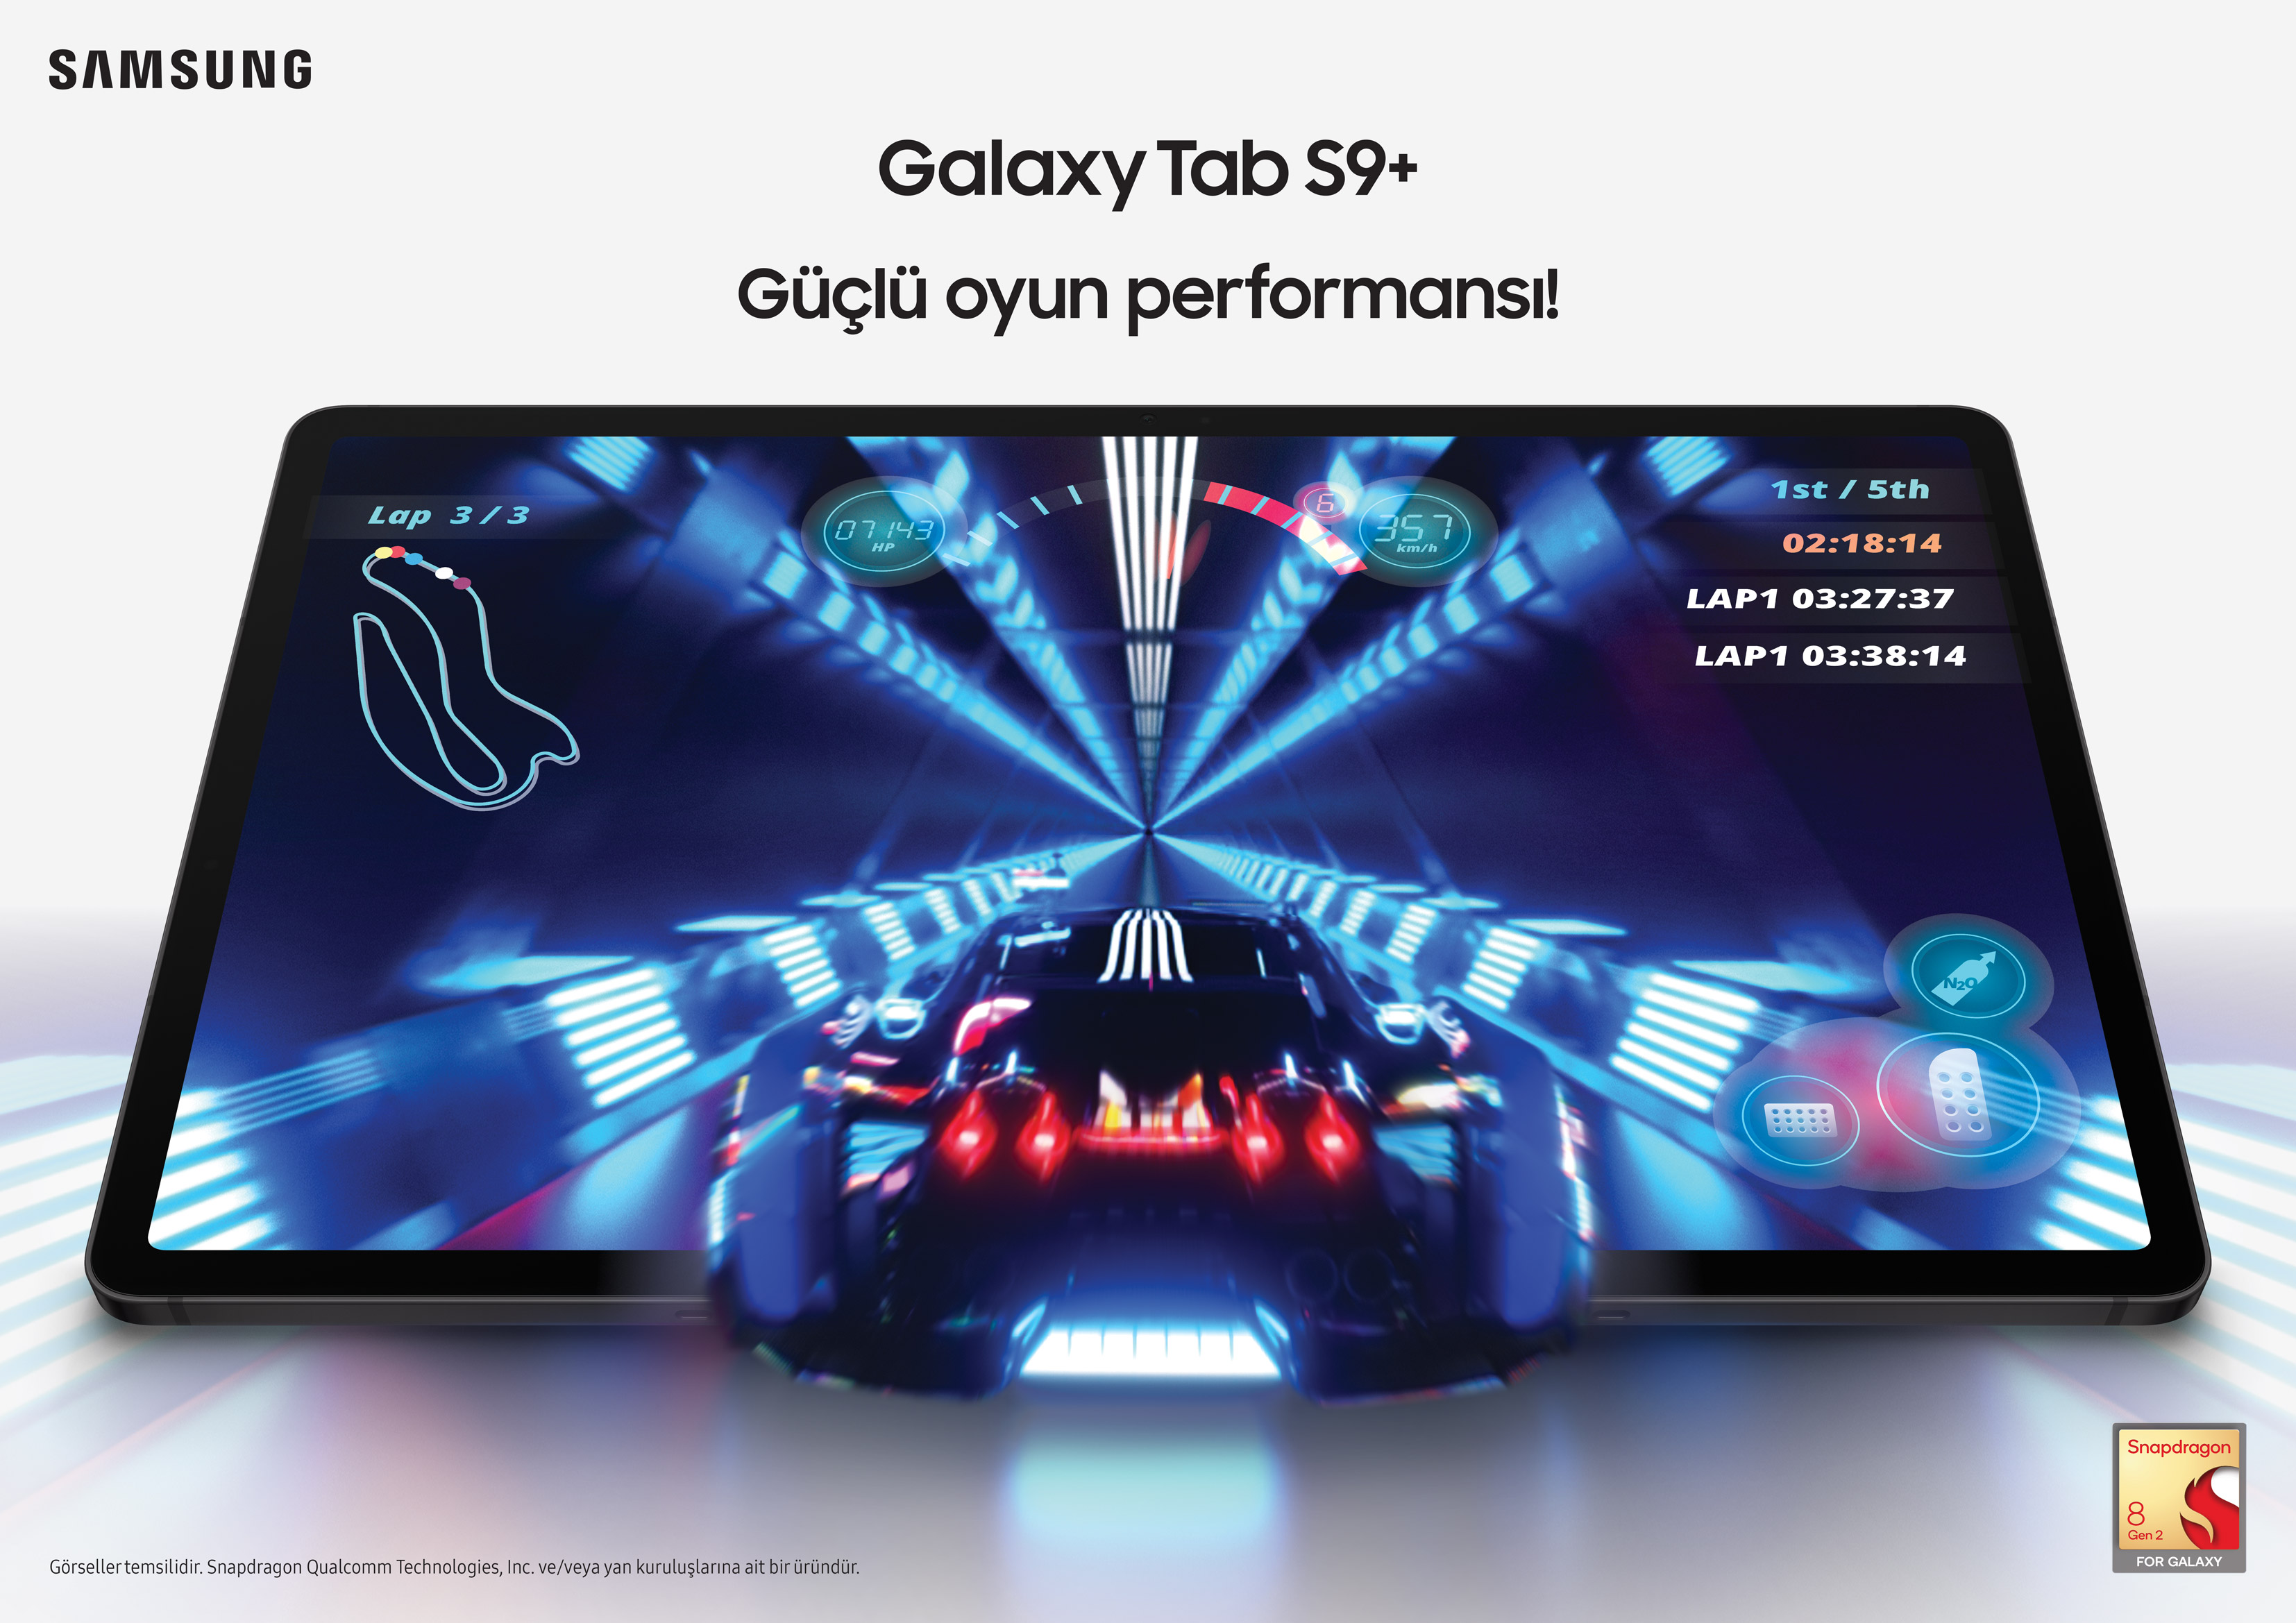 SAMSUNG
Galaxy Tab S9+
Güçlü oyun performansı!
Lap 3/3
07143
HP
6
357
km/h
1st / 5th
02:18:14
LAP1 03:27:37
LAP1 03:38:14
N2O
Snapdragon
8
Gen 2
FOR GALAXY
Görseller temsilidir. Snapdragon Qualcomm Technologies, Inc. ve/veya yan kuruluşlarına ait bir üründür.